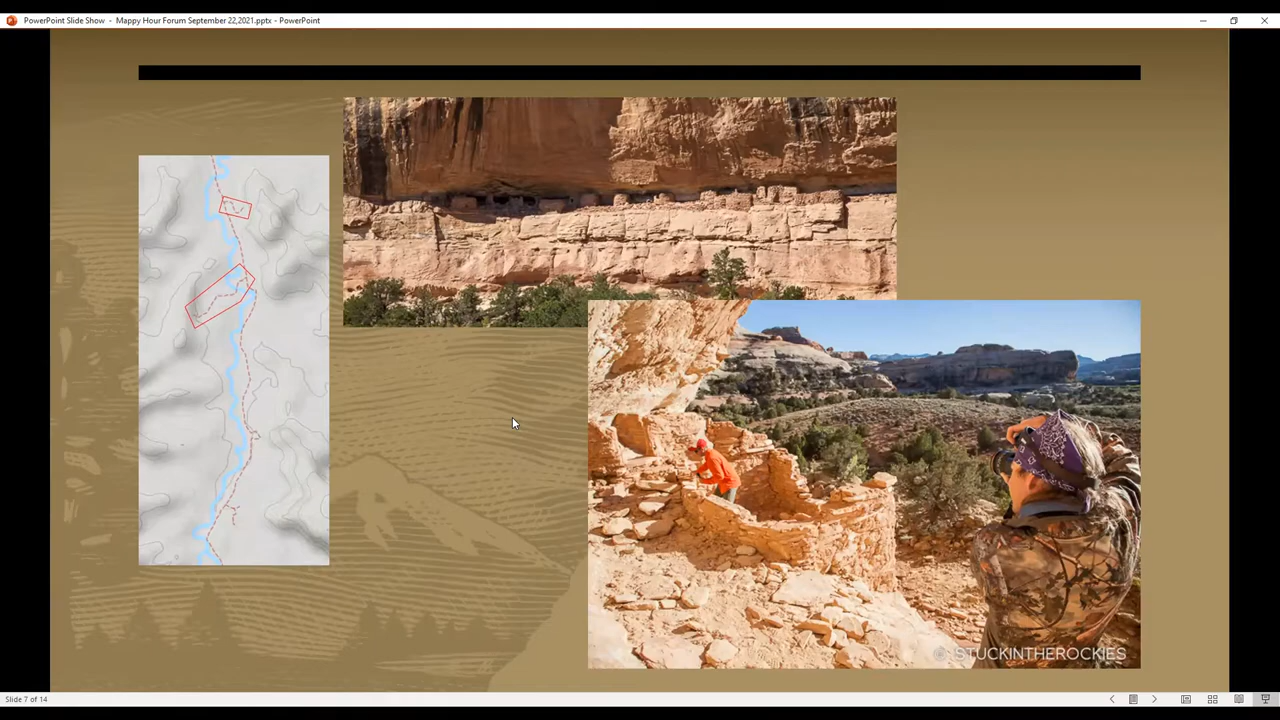 PowerPoint Slide Show - Mappy Hour Forum September 22,2021.pptx - PowerPoint
© STUCKINTHEROCKIES
Slide 7 of 14